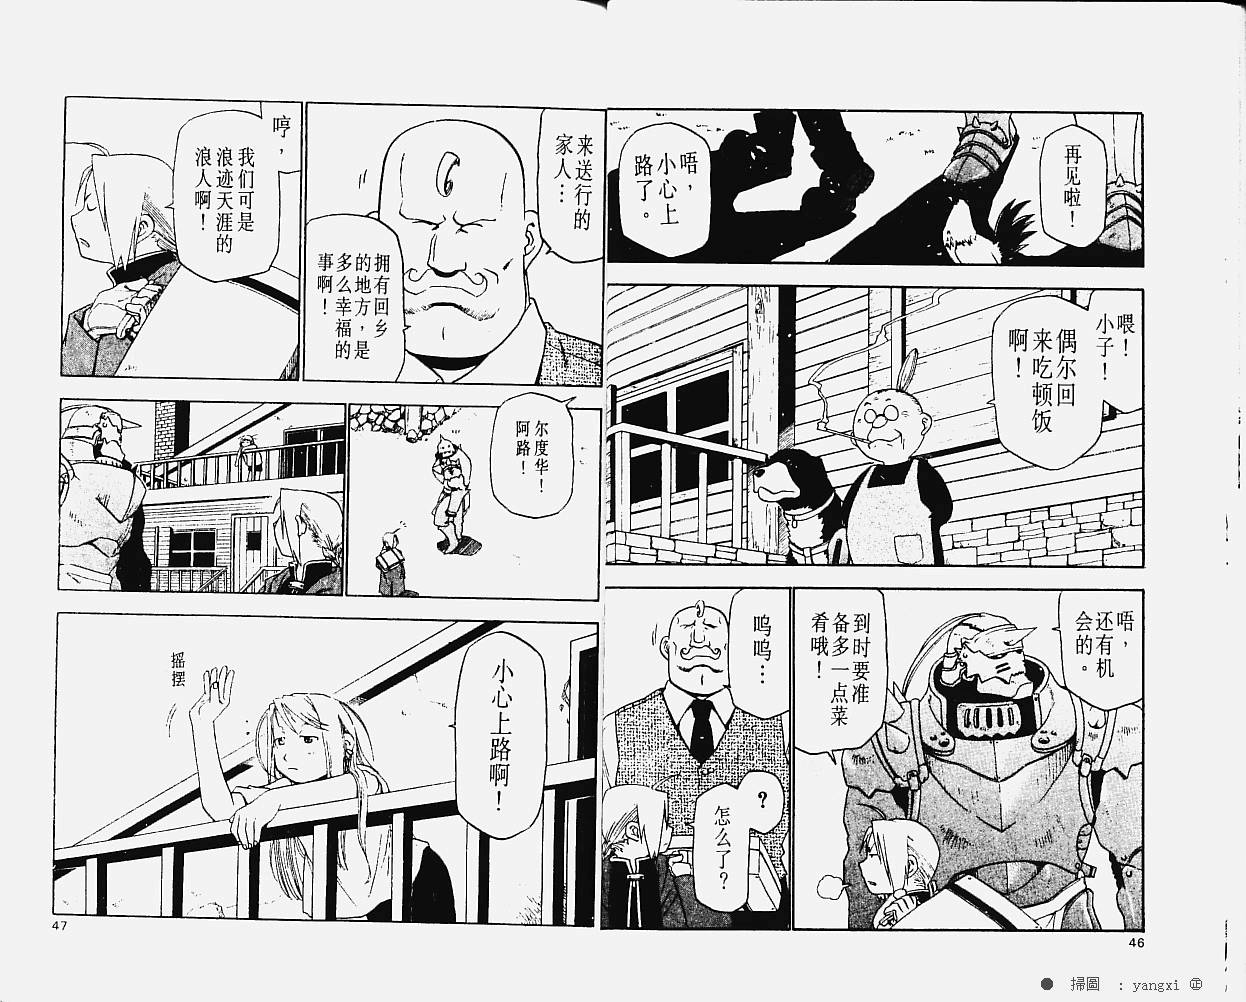 再见啦！
唔，
小心上
路了。
喂！
小子！
偶尔回
来吃顿饭
啊！
唔，
还有机
会的。
到时要准
备多一点菜
肴哦！
呜呜…
？
怎么了？
46
来送行的
家人…
拥有回乡
的地方，是
多么幸福的
事啊！
哼，
我们可是
浪迹天涯的
浪人啊！
尔度华！
阿路！
小心上路啊！
摇摆
47
● 掃圖 : yangxi ㊣